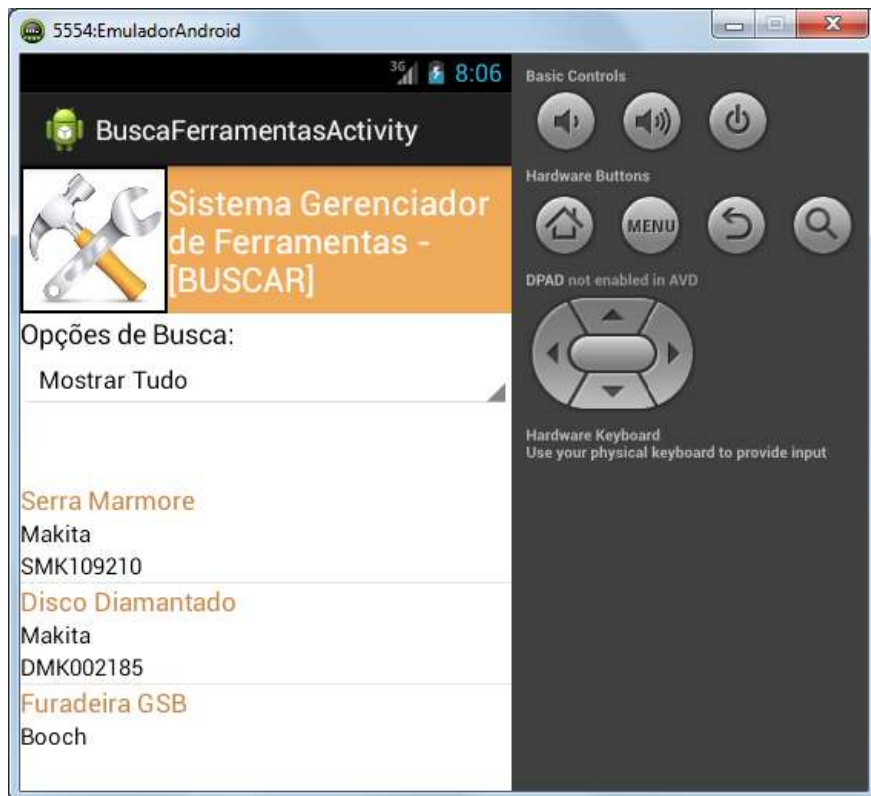 5554:EmuladorAndroid
3G
8:06
BuscaFerramentasActivity
Sistema Gerenciador
de Ferramentas -
[BUSCAR]
Opções de Busca:
Mostrar Tudo
Serra Marmore
Makita
SMK109210
Disco Diamantado
Makita
DMK002185
Furadeira GSB
Booch
Basic Controls
Hardware Buttons
MENU
DPAD not enabled in AVD
Hardware Keyboard
Use your physical keyboard to provide input